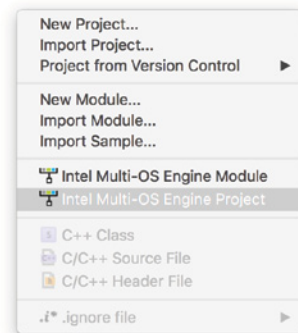 New Project...
Import Project...
Project from Version Control
New Module...
Import Module...
Import Sample...
Intel Multi-OS Engine Module
Intel Multi-OS Engine Project
C++ Class
C/C++ Source File
C/C++ Header File
.i* .ignore file